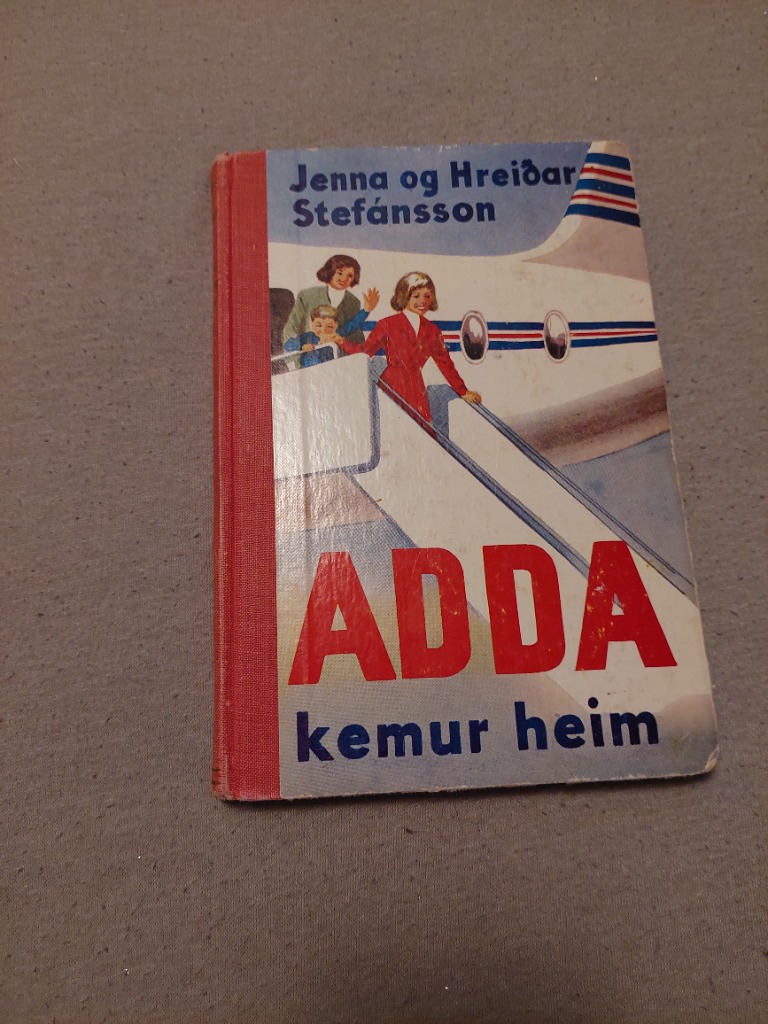 Jenna og Hreiðar
Stefánsson
ADDA
kemur heim